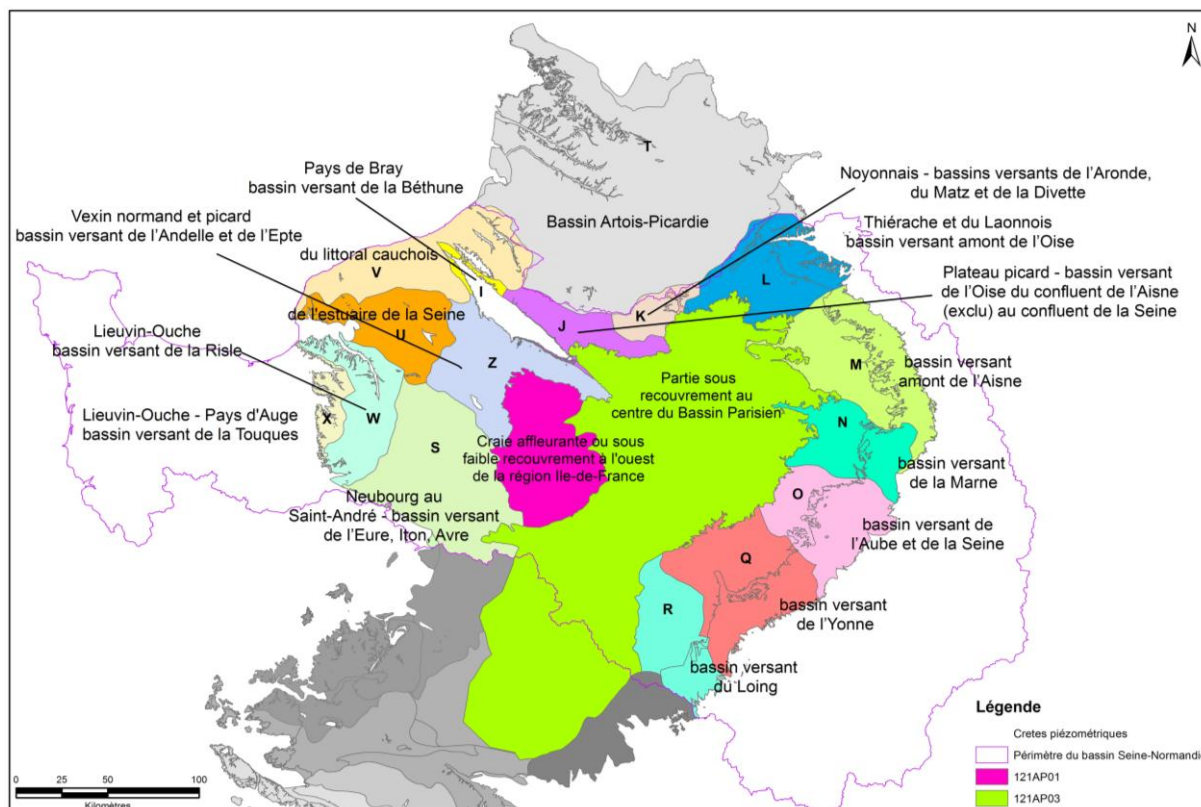 N
T
Pays de Bray
bassin versant de la Béthune
Noyonnais - bassins versants de l'Aronde,
du Matz et de la Divette
Vexin normand et picard
bassin versant de l'Andelle et de l'Epte
Bassin Artois-Picardie
Thiérache et du Laonnois
bassin versant amont de l'Oise
du littoral cauchois
V
I
L
Plateau picard - bassin versant
de l'Oise du confluent de l'Aisne
(exclu) au confluent de la Seine
de l'estuaire de la Seine
U
J
K
Lieuvin-Ouche
bassin versant de la Risle
Z
M
bassin versant
amont de l'Aisne
Partie sous
recouvrement au
centre du Bassin Parisien
Lieuvin-Ouche - Pays d'Auge
bassin versant de la Touques
X
W
S
N
Craie affleurante ou sous
faible recouvrement à l'ouest
de la région Ile-de-France
bassin versant
de la Marne
Neubourg au
Saint-André - bassin versant
de l'Eure, Iton, Avre
O
bassin versant de
l'Aube et de la Seine
Q
R
bassin versant
de l'Yonne
bassin versant
du Loing
Légende
Cretes piézométriques
Périmètre du bassin Seine-Normandie
121AP01
121AP03
0 25 50 100
Kilomètres